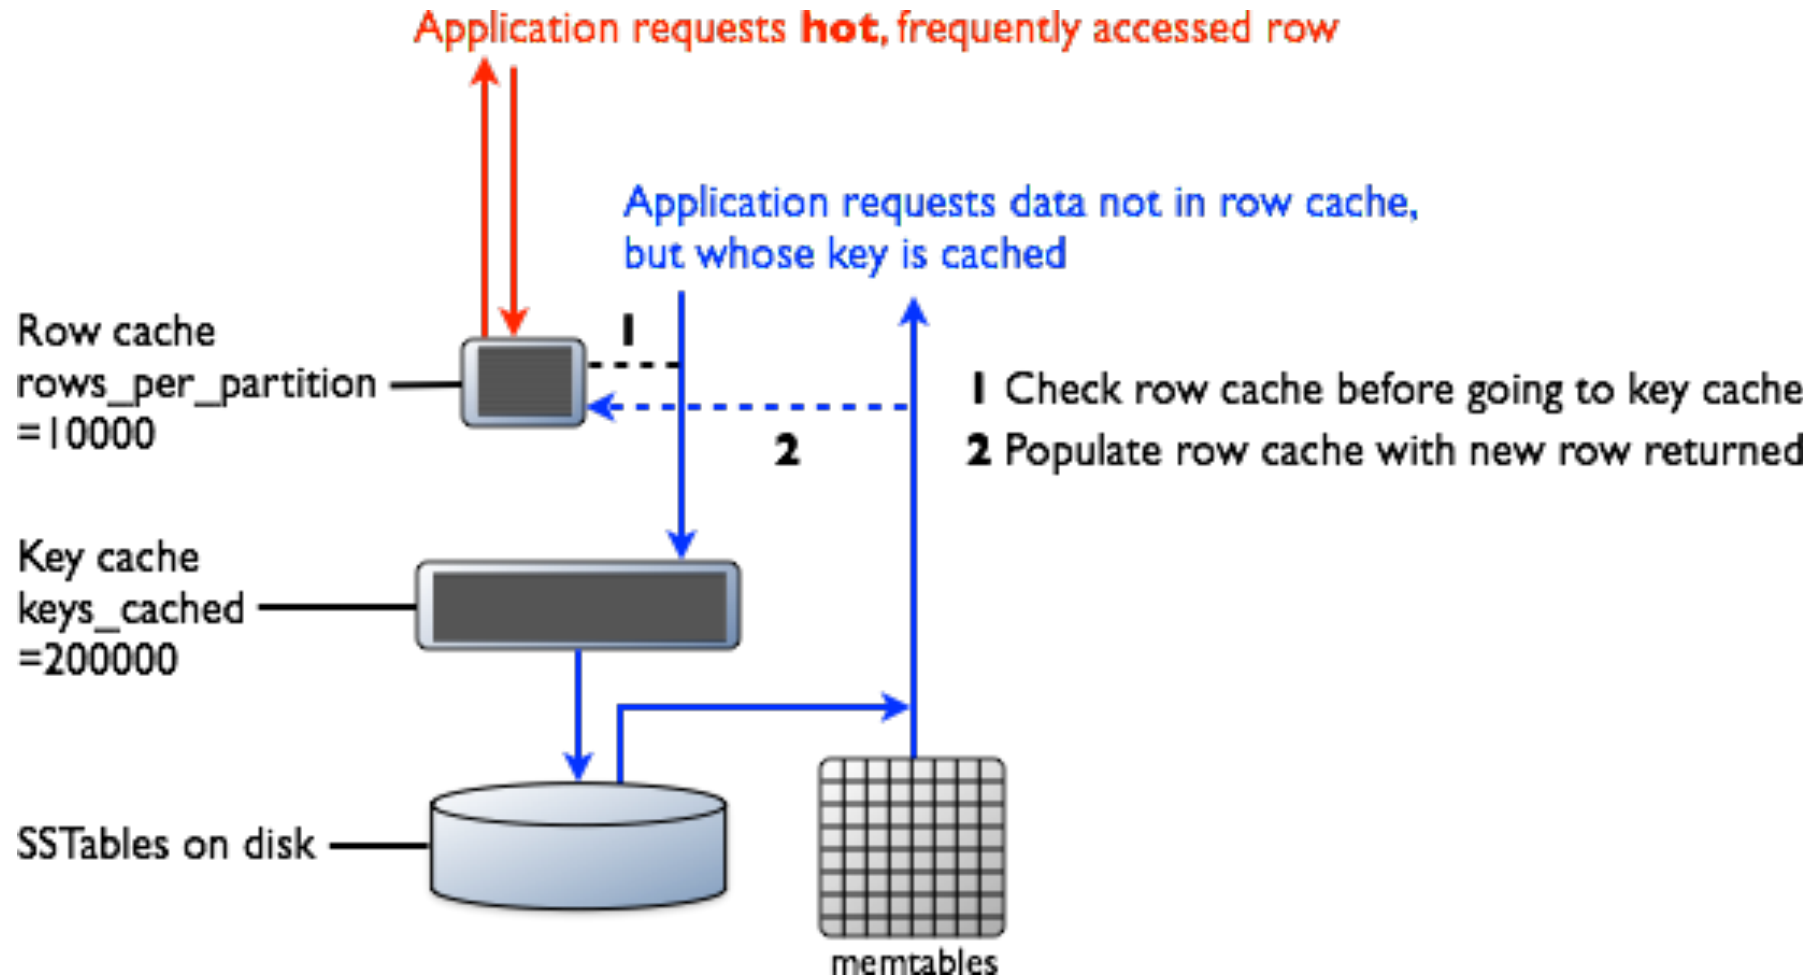 Application requests hot, frequently accessed row
Application requests data not in row cache,
but whose key is cached
Row cache
rows_per_partition
=10000
1
2
1 Check row cache before going to key cache
2 Populate row cache with new row returned
Key cache
keys_cached
=200000
SSTables on disk
memtables